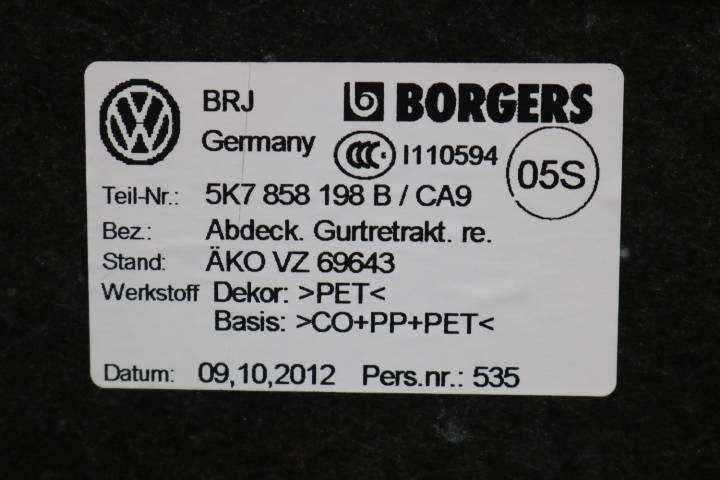 BRJ BORGERS
Germany CCC I110594 05S
Teil-Nr.: 5K7 858 198 B / CA9
Bez.: Abdeck. Gurtretrakt. re.
Stand: ÄKO VZ 69643
Werkstoff Dekor: >PET<
Basis: >CO+PP+PET<
Datum: 09,10,2012 Pers.nr.: 535